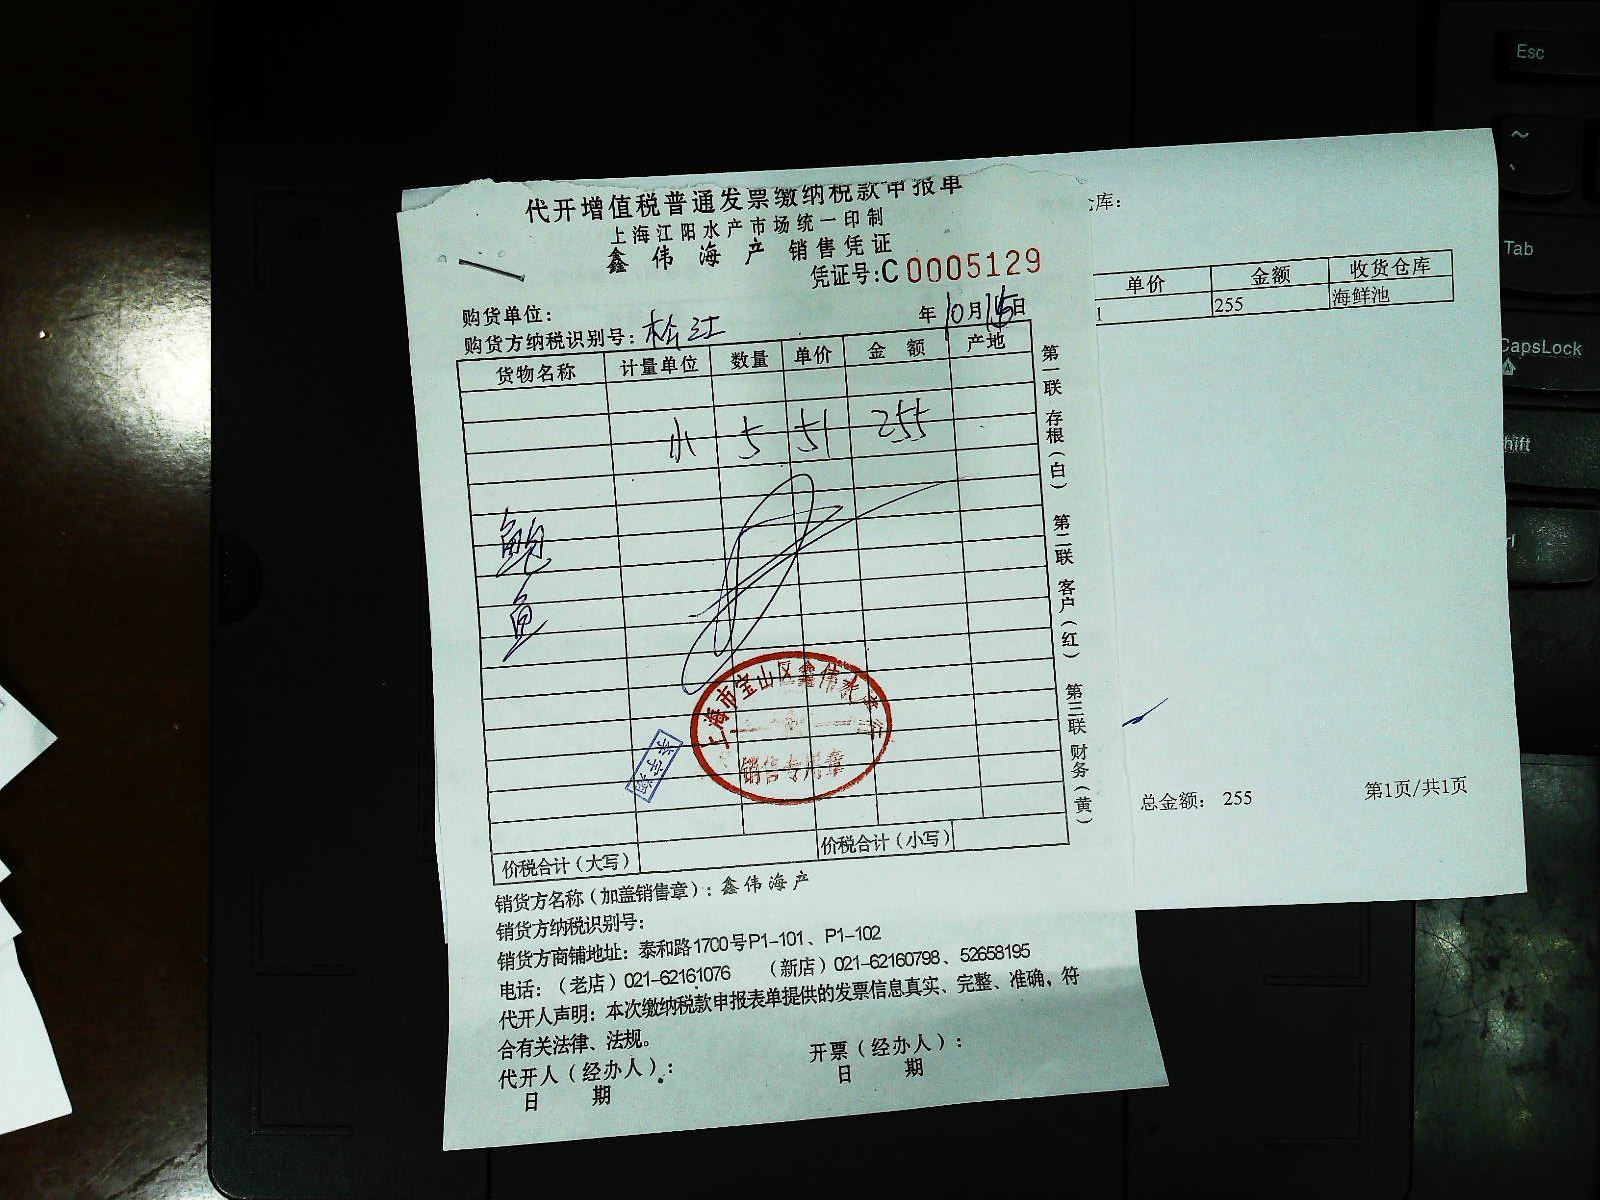 代开增值税普通发票缴纳税款申报单
上海江阳水产市场统一印制
鑫伟海产 销售凭证
凭证号:C0005129
购货单位:
年10月15日
购货方纳税识别号: 松江
货物名称 计量单位 数量 单价 金额 产地
小 5 51 255
鲍鱼
第一联 存根(白) 第二联 客户(红) 第三联 财务(黄)
上海市宝山区鑫伟水
销售专用章
价税合计(大写) 价税合计(小写)
销货方名称(加盖销售章): 鑫伟海产
销货方纳税识别号:
销货方商铺地址: 泰和路1700号P1-101、P1-102
电话:(老店)021-62161076 (新店)021-62160798、52658195
代开人声明: 本次缴纳税款申报表单提供的发票信息真实、完整、准确,符
合有关法律、法规。
代开人(经办人): 开票(经办人):
日 期 日 期
库:
单价 金额 收货仓库
255 海鲜池
总金额: 255 第1页/共1页
Esc
~
Tab
CapsLock
A